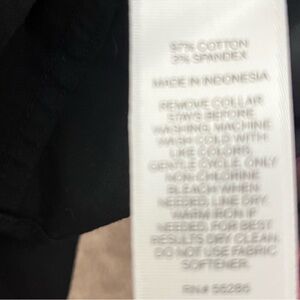 97% COTTON
3% SPANDEX
MADE IN INDONESIA
REMOVE COLLAR
STAYS BEFORE
WASHING, MACHINE
WASH COLD WITH
LIKE COLORS,
GENTLE CYCLE, ONLY
NON-CHLORINE
BLEACH WHEN
NEEDED, LINE DRY,
WARM IRON IF
NEEDED, FOR BEST
RESULTS DRY CLEAN.
DO NOT USE FABRIC
SOFTENER.
RN# 56286